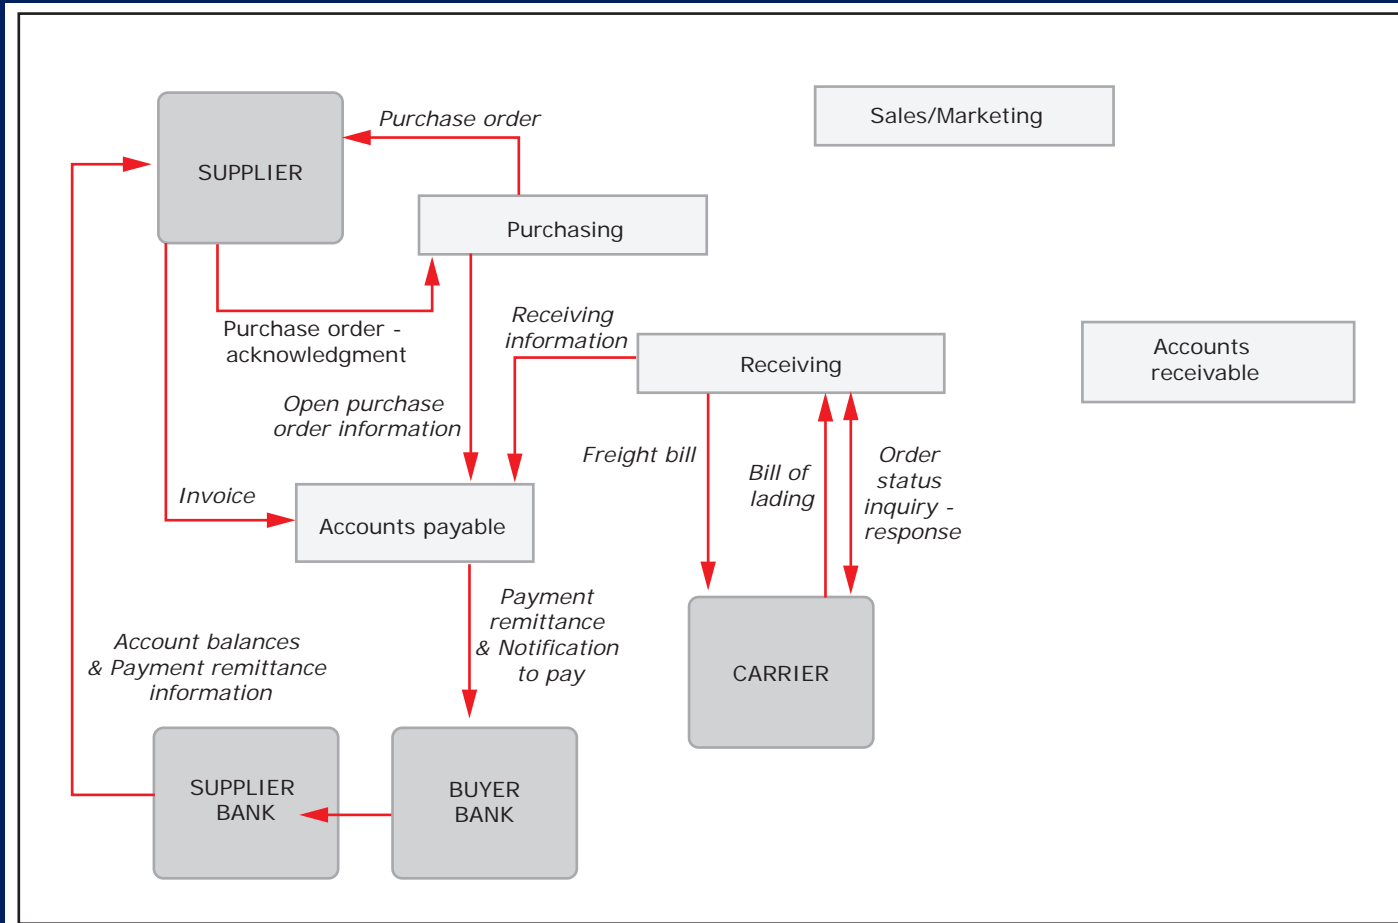 Purchase order
Sales/Marketing
SUPPLIER
Purchasing
Purchase order -
acknowledgment
Receiving
information
Receiving
Accounts
receivable
Open purchase
order information
Freight bill
Bill of
lading
Order
status
inquiry -
response
Invoice
Accounts payable
Payment
remittance
& Notification
to pay
Account balances
& Payment remittance
information
CARRIER
SUPPLIER
BANK
BUYER
BANK